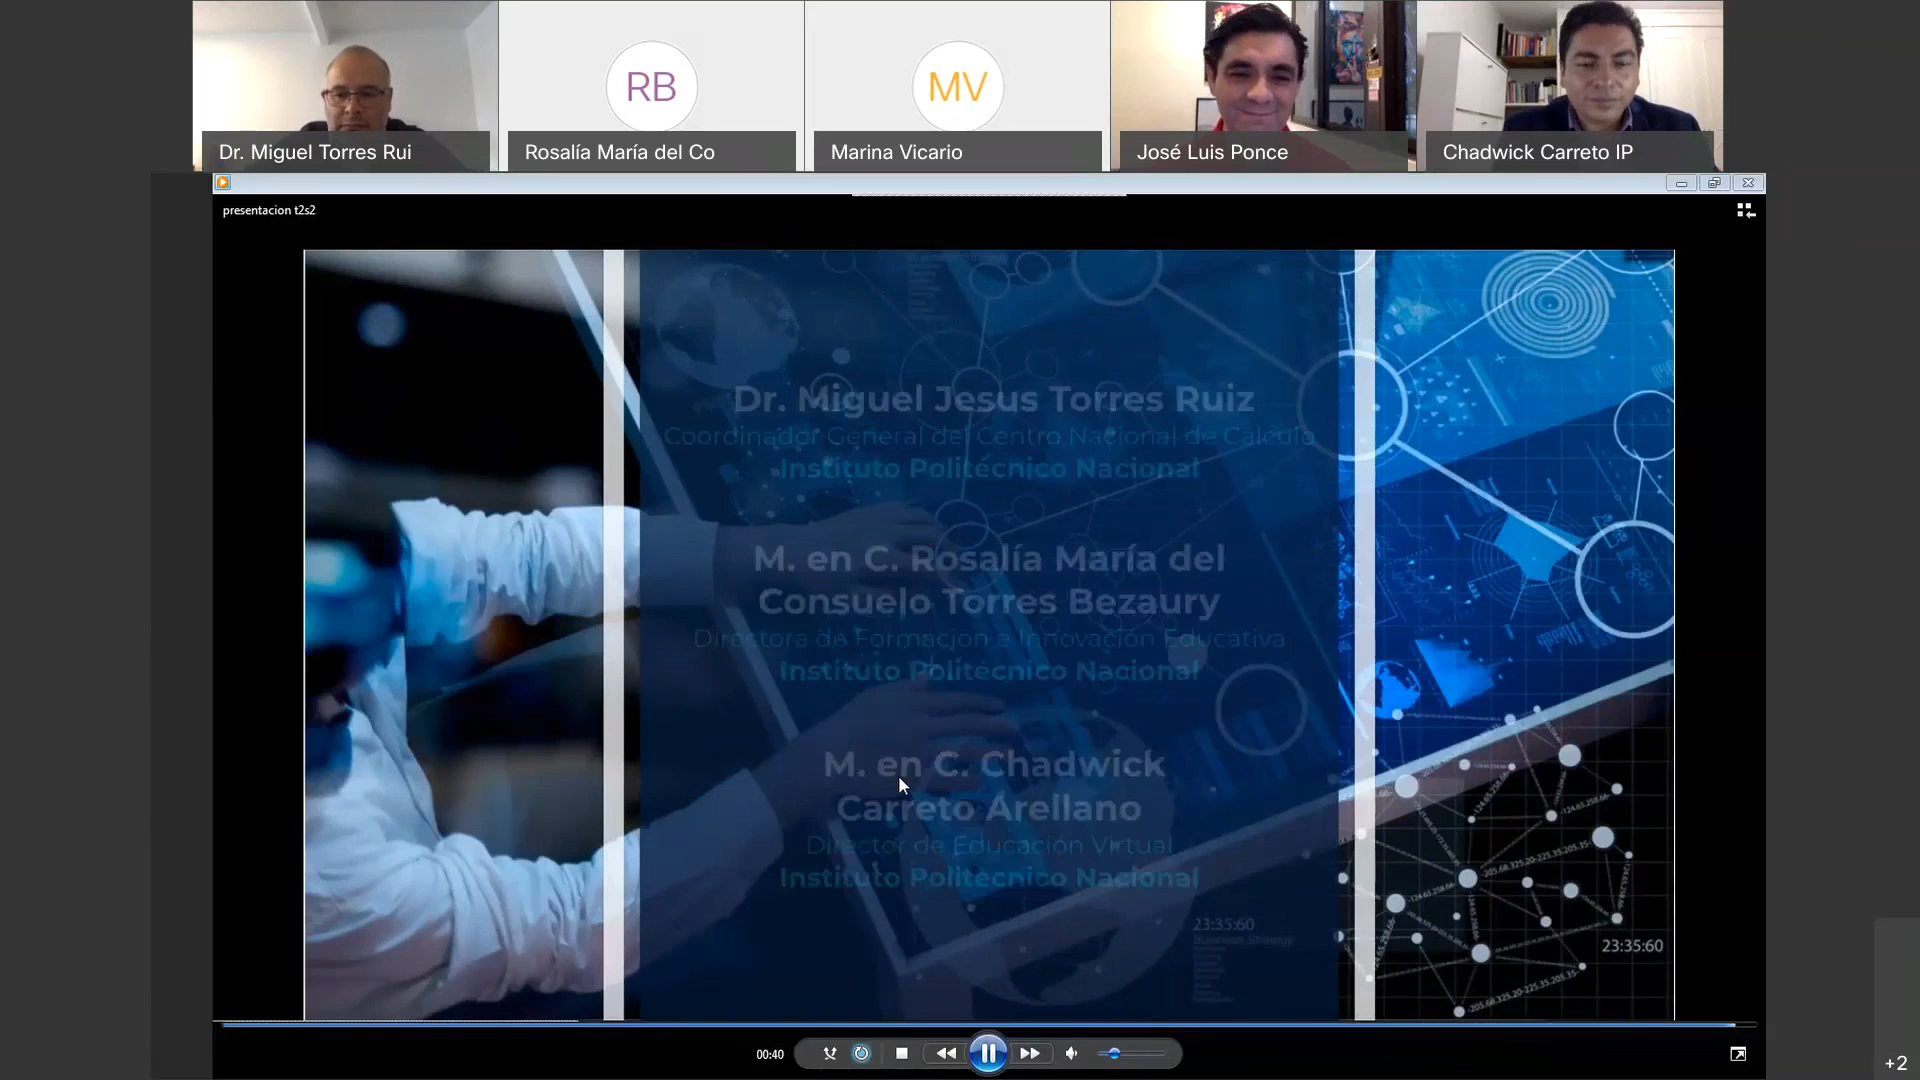 RB
MV
Dr. Miguel Torres Rui
Rosalía María del Co
Marina Vicario
José Luis Ponce
Chadwick Carreto IP
presentacion t2s2
Dr. Miguel Jesus Torres Ruiz
Coordinador General del Centro Nacional de Cálculo
Instituto Politécnico Nacional
M. en C. Rosalía María del
Consuelo Torres Bezaury
Directora de Formacion e Innovación Educativa
Instituto Politécnico Nacional
M. en C. Chadwick
Carreto Arellano
Director de Educación Virtual
Instituto Politécnico Nacional
23:35:60
Business Strategy
23:35:60
00:40
+2